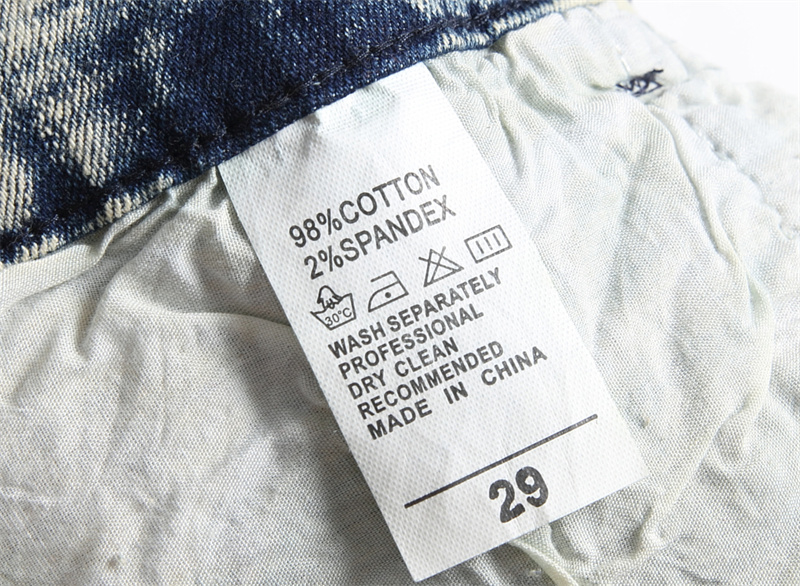 98%COTTON
2%SPANDEX
30°C
WASH SEPARATELY
PROFESSIONAL
DRY CLEAN
RECOMMENDED
MADE IN CHINA
29